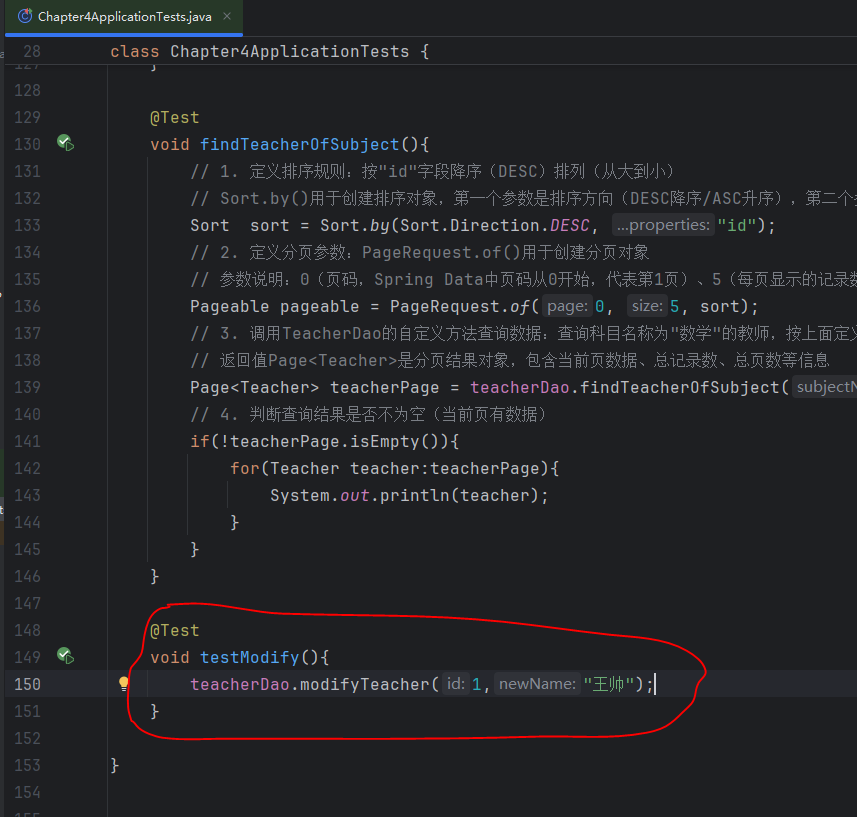 Chapter4ApplicationTests.java
28 class Chapter4ApplicationTests {
127 }
128
129 @Test
130 void findTeacherOfSubject(){
131 // 1. 定义排序规则：按"id"字段降序（DESC）排列（从大到小）
132 // Sort.by()用于创建排序对象，第一个参数是排序方向（DESC降序/ASC升序），第二个
133 Sort  sort = Sort.by(Sort.Direction.DESC, ...properties: "id");
134 // 2. 定义分页参数：PageRequest.of()用于创建分页对象
135 // 参数说明：0（页码，Spring Data中页码从0开始，代表第1页）、5（每页显示的记录数
136 Pageable pageable = PageRequest.of( page: 0, size: 5, sort);
137 // 3. 调用TeacherDao的自定义方法查询数据：查询科目名称为"数学"的教师，按上面定义
138 // 返回值Page<Teacher>是分页结果对象，包含当前页数据、总记录数、总页数等信息
139 Page<Teacher> teacherPage = teacherDao.findTeacherOfSubject( subjectN
140 // 4. 判断查询结果是否不为空（当前页有数据）
141 if(!teacherPage.isEmpty()){
142 for(Teacher teacher:teacherPage){
143 System.out.println(teacher);
144 }
145 }
146 }
147
148 @Test
149 void testModify(){
150 teacherDao.modifyTeacher( id: 1, newName: "王帅");
151 }
152
153 }
154